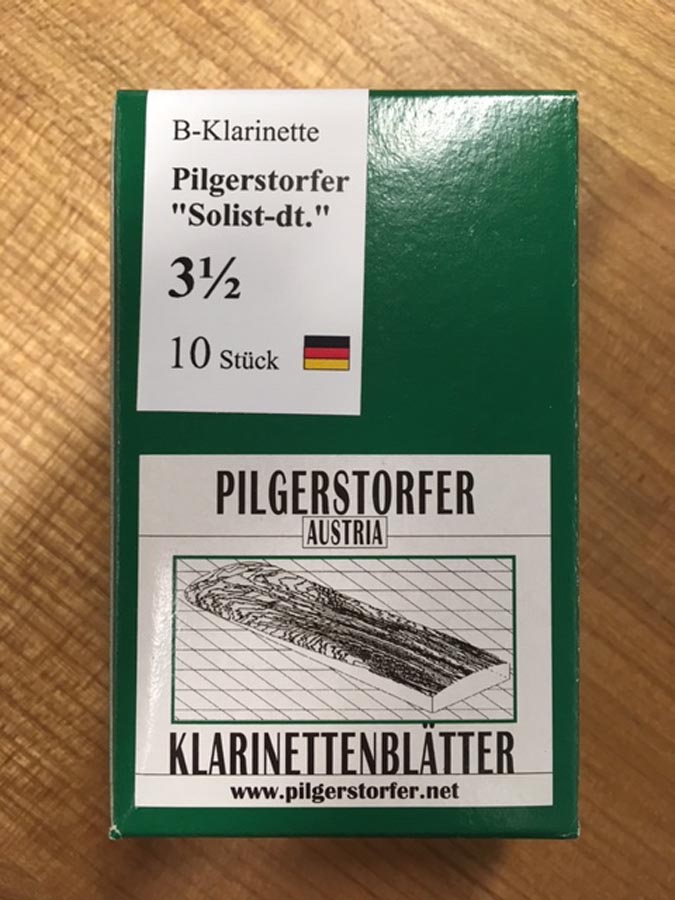 B-Klarinette
Pilgerstorfer
"Solist-dt."
3½
10 Stück
PILGERSTORFER
AUSTRIA
KLARINETTENBLÄTTER
www.pilgerstorfer.net